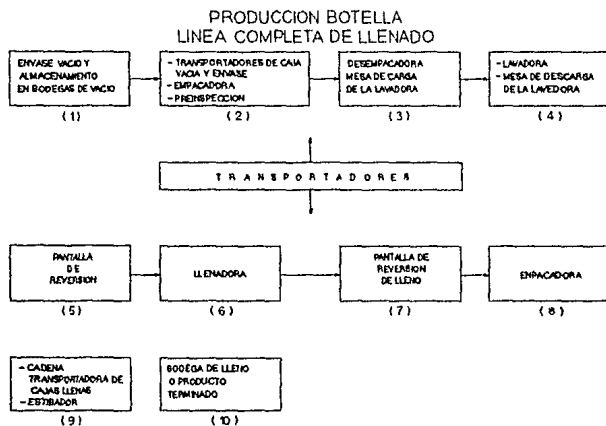 PRODUCCION BOTELLA
LINEA COMPLETA DE LLENADO
ENVASE VACIO Y
ALMACENAMIENTO
EN BODEGAS DE VACIO
(1)
- TRANSPORTADORES DE CAJA
VACIA Y ENVASE
- EMPACADORA
- PREINSPECCION
(2)
DESEMPACADORA
MESA DE CARGA
DE LA LAVADORA
(3)
- LAVADORA
- MESA DE DESCARGA
DE LA LAVEDORA
(4)
TRANSPORTADORES
PANTALLA
DE
REVERSION
(5)
LLENADORA
(6)
PANTALLA DE
REVERSION
DE LLENO
(7)
ENPACADORA
(8)
- CADENA
TRANSPORTADORA DE
CAJAS LLENAS
- ESTIBADOR
(9)
BODEGA DE LLENO
O PRODUCTO
TERMINADO
(10)